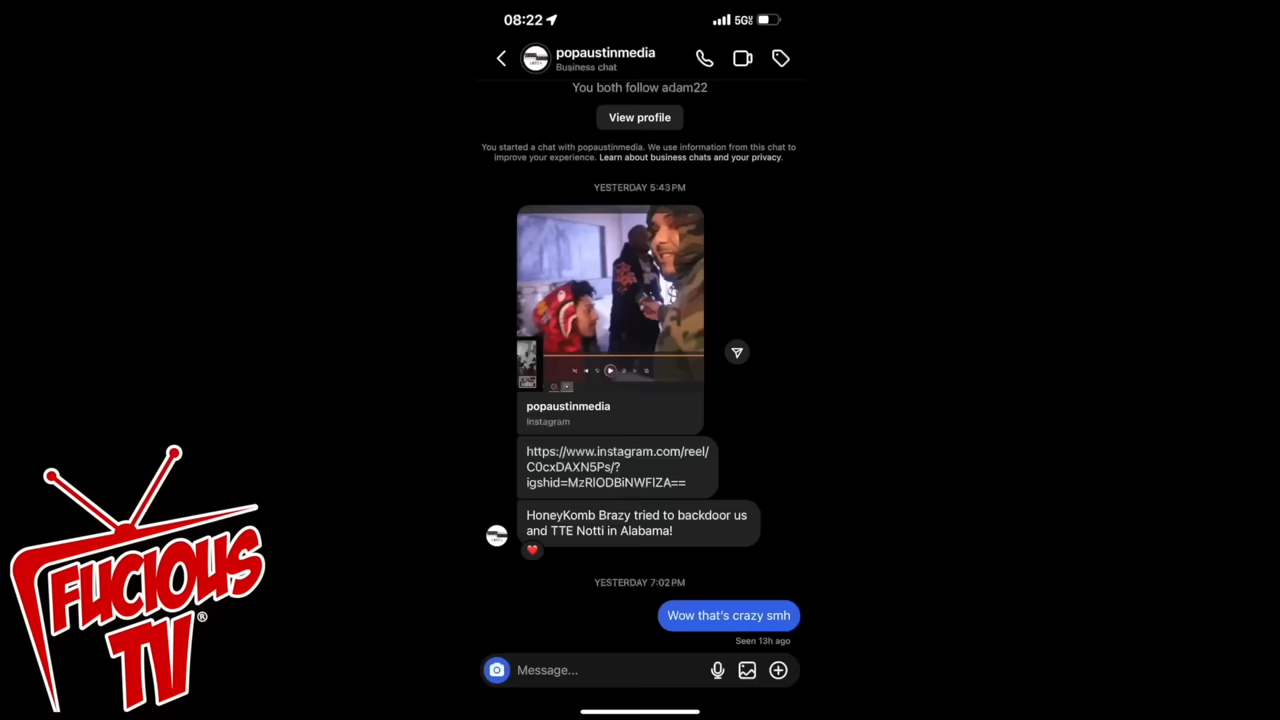 08:22
5G
popaustinmedia
Business chat
You both follow adam22
View profile
You started a chat with popaustinmedia. We use information from this chat to
improve your experience. Learn about business chats and your privacy.
YESTERDAY 5:43 PM
popaustinmedia
Instagram
https://www.instagram.com/reel/
C0cxDAXN5Ps/?
igshid=MzRlODBiNWFlZA==
HoneyKomb Brazy tried to backdoor us
and TTE Notti in Alabama!
YESTERDAY 7:02 PM
Wow that's crazy smh
Seen 13h ago
Message...
FUCIOUS
TV®